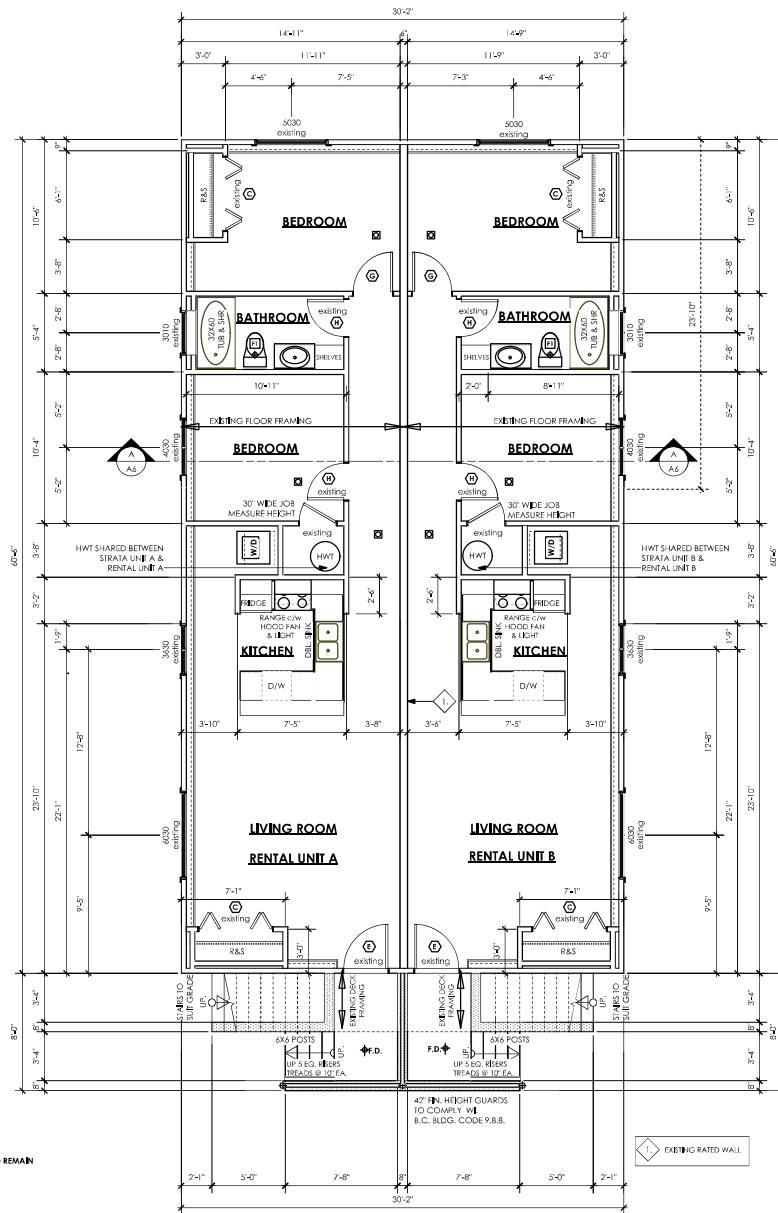 30'-2"
14'-11" 6" 14'-9"
3'-0" 11'-11" 11'-9" 3'-0"
4'-6" 7'-5" 7'-3" 4'-6"
5030 existing
5030 existing
R&S
existing
C
BEDROOM
BEDROOM
C
existing
R&S
G
G
9"
6'-1"
10'-6"
3'-8"
9"
6'-1"
10'-6"
3'-8"
23'-10"
2'-8"
5'-4"
2'-8"
3010 existing
32X60 TUB & SHR
BATHROOM
existing
H
F1
SHELVES
BATHROOM
existing
H
F1
SHELVES
32X60 TUB & SHR
3010 existing
2'-8"
5'-4"
2'-8"
10'-11"
2'-0" 8'-11"
EXISTING FLOOR FRAMING
EXISTING FLOOR FRAMING
5'-2"
10'-4"
5'-2"
4030 existing
A
A6
BEDROOM
H
existing
BEDROOM
H
existing
4030 existing
A
A6
5'-2"
10'-4"
5'-2"
30" WIDE JOB
MEASURE HEIGHT
30" WIDE JOB
MEASURE HEIGHT
existing
existing
HWT SHARED BETWEEN
STRATA UNIT A &
RENTAL UNIT A
W/D
HWT
HWT
W/D
HWT SHARED BETWEEN
STRATA UNIT B &
RENTAL UNIT B
60'-6"
60'-6"
3'-8"
3'-8"
3'-2"
3'-2"
2'-6"
2'-6"
FRIDGE
RANGE c/w
HOOD FAN
& LIGHT
DBL. SINK
KITCHEN
D/W
FRIDGE
RANGE c/w
HOOD FAN
& LIGHT
DBL. SINK
KITCHEN
D/W
1'-9"
3630 existing
3630 existing
1'-9"
1.
3'-10" 7'-5" 3'-8" 3'-6" 7'-5" 3'-10"
12'-8"
23'-10"
22'-1"
9'-5"
12'-8"
22'-1"
23'-10"
9'-5"
6030 existing
6030 existing
LIVING ROOM
RENTAL UNIT A
LIVING ROOM
RENTAL UNIT B
7'-1"
7'-1"
C
existing
C
existing
R&S
R&S
3'-0"
3'-0"
E
existing
E
existing
STAIRS TO
SUIT GRADE
UP.
EXISTING DECK
FRAMING
EXISTING DECK
FRAMING
UP.
STAIRS TO
SUIT GRADE
3'-4"
8"
8'-0"
3'-4"
8"
3'-4"
8"
8'-0"
3'-4"
8"
6X6 POSTS
UP.
F.D.
UP 5 EQ. RISERS
TREADS @ 10" EA.
F.D.
6X6 POSTS
UP.
UP 5 EQ. RISERS
TREADS @ 10" EA.
42" FIN. HEIGHT GUARDS
TO COMPLY W/.
B.C. BLDG. CODE 9.8.8.
REMAIN
1. EXISTING RATED WALL
2'-1" 5'-0" 7'-8" 8" 7'-8" 5'-0" 2'-1"
30'-2"